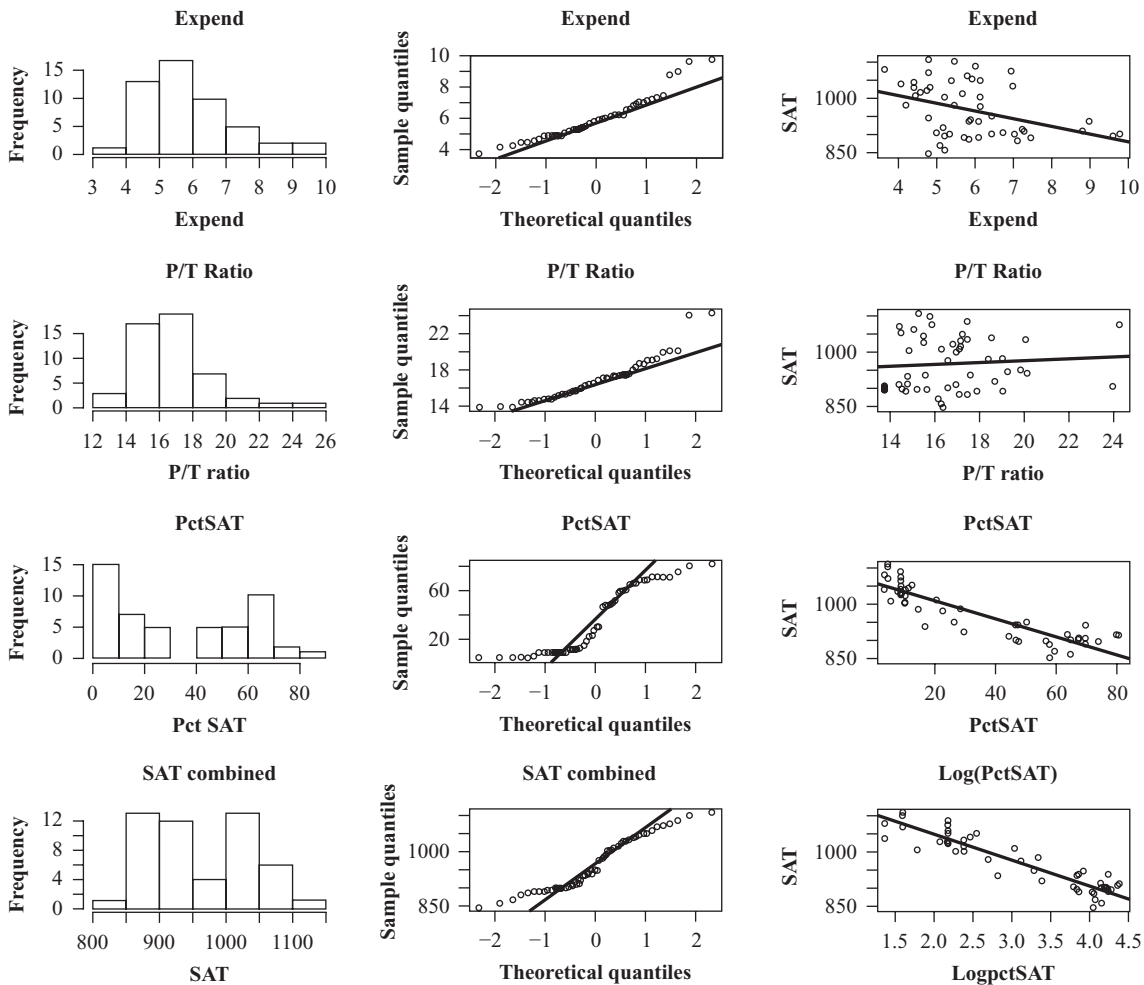 Expend
Frequency
15
10
5
0
3 4 5 6 7 8 9 10
Expend
Expend
Sample quantiles
10
8
6
4
−2 −1 0 1 2
Theoretical quantiles
Expend
SAT
1000
850
4 5 6 7 8 9 10
Expend
P/T Ratio
Frequency
15
10
5
0
12 14 16 18 20 22 24 26
P/T ratio
P/T Ratio
Sample quantiles
22
18
14
−2 −1 0 1 2
Theoretical quantiles
P/T Ratio
SAT
1000
850
14 16 18 20 22 24
P/T ratio
PctSAT
Frequency
15
10
5
0
0 20 40 60 80
Pct SAT
PctSAT
Sample quantiles
60
20
−2 −1 0 1 2
Theoretical quantiles
PctSAT
SAT
1000
850
20 40 60 80
PctSAT
SAT combined
Frequency
12
8
4
0
800 900 1000 1100
SAT
SAT combined
Sample quantiles
1000
850
−2 −1 0 1 2
Theoretical quantiles
Log(PctSAT)
SAT
1000
850
1.5 2.0 2.5 3.0 3.5 4.0 4.5
LogpctSAT